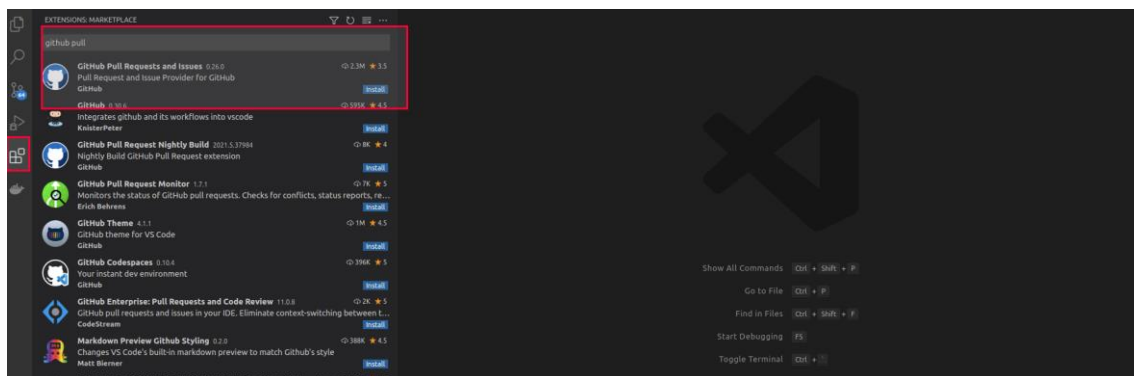 EXTENSIONS: MARKETPLACE
github pull
GitHub Pull Requests and Issues 0.26.0 2.3M ★ 3.5
Pull Request and Issue Provider for GitHub
GitHub Install
GitHub 0.30.6 595K ★ 4.5
Integrates github and its workflows into vscode
KnisterPeter Install
GitHub Pull Request Nightly Build 2021.5.37984 8K ★ 4
Nightly Build GitHub Pull Request extension
GitHub Install
GitHub Pull Request Monitor 1.7.1 7K ★ 5
Monitors the status of GitHub pull requests. Checks for conflicts, status reports, re...
Erich Behrens Install
GitHub Theme 4.1.1 1M ★ 4.5
GitHub theme for VS Code
GitHub Install
GitHub Codespaces 0.10.4 396K ★ 5
Your instant dev environment
GitHub Install
GitHub Enterprise: Pull Requests and Code Review 11.0.8 2K ★ 5
GitHub pull requests and issues in your IDE. Eliminate context-switching between t...
CodeStream Install
Markdown Preview Github Styling 0.2.0 388K ★ 4.5
Changes VS Code's built-in markdown preview to match Github's style
Matt Bierner Install
Show All Commands Ctrl + Shift + P
Go to File Ctrl + P
Find in Files Ctrl + Shift + F
Start Debugging F5
Toggle Terminal Ctrl + `